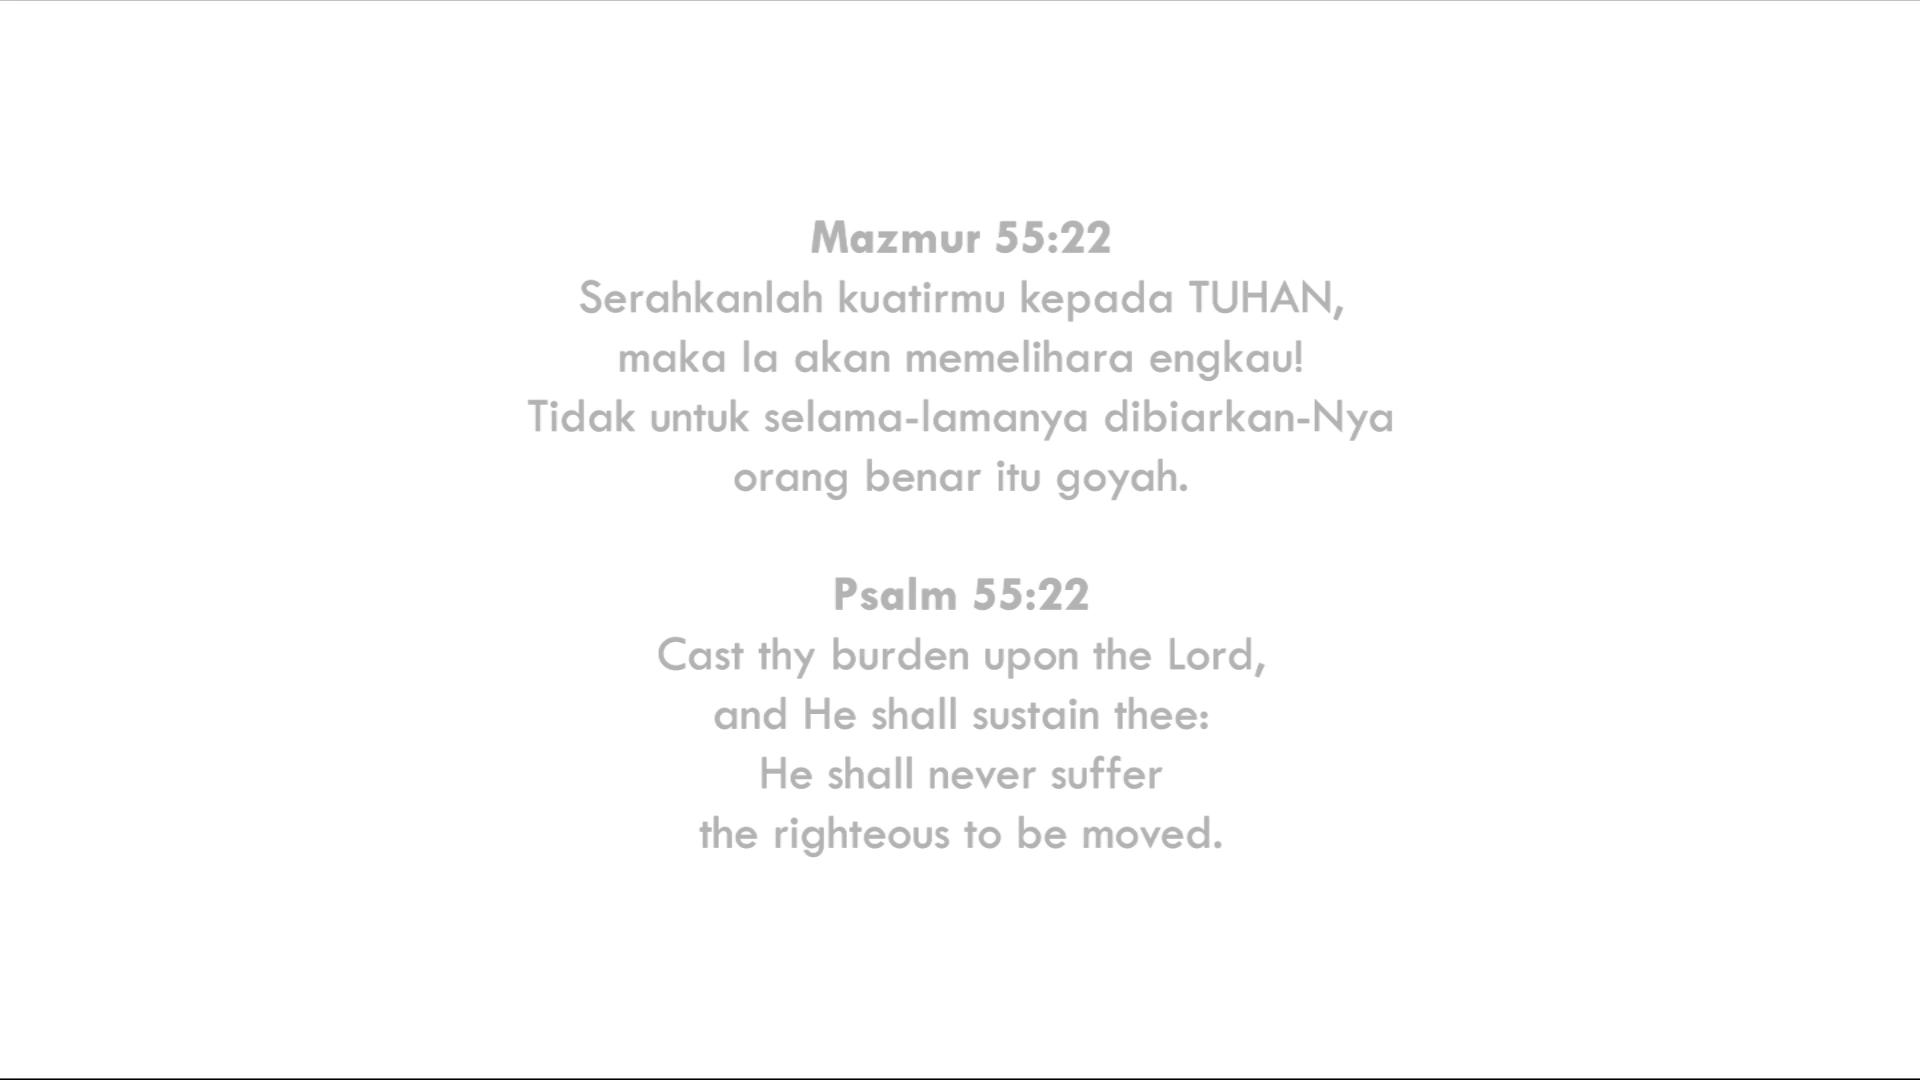 Mazmur 55:22
Serahkanlah kuatirmu kepada TUHAN,
maka Ia akan memelihara engkau!
Tidak untuk selama-lamanya dibiarkan-Nya
orang benar itu goyah.
Psalm 55:22
Cast thy burden upon the Lord,
and He shall sustain thee:
He shall never suffer
the righteous to be moved.